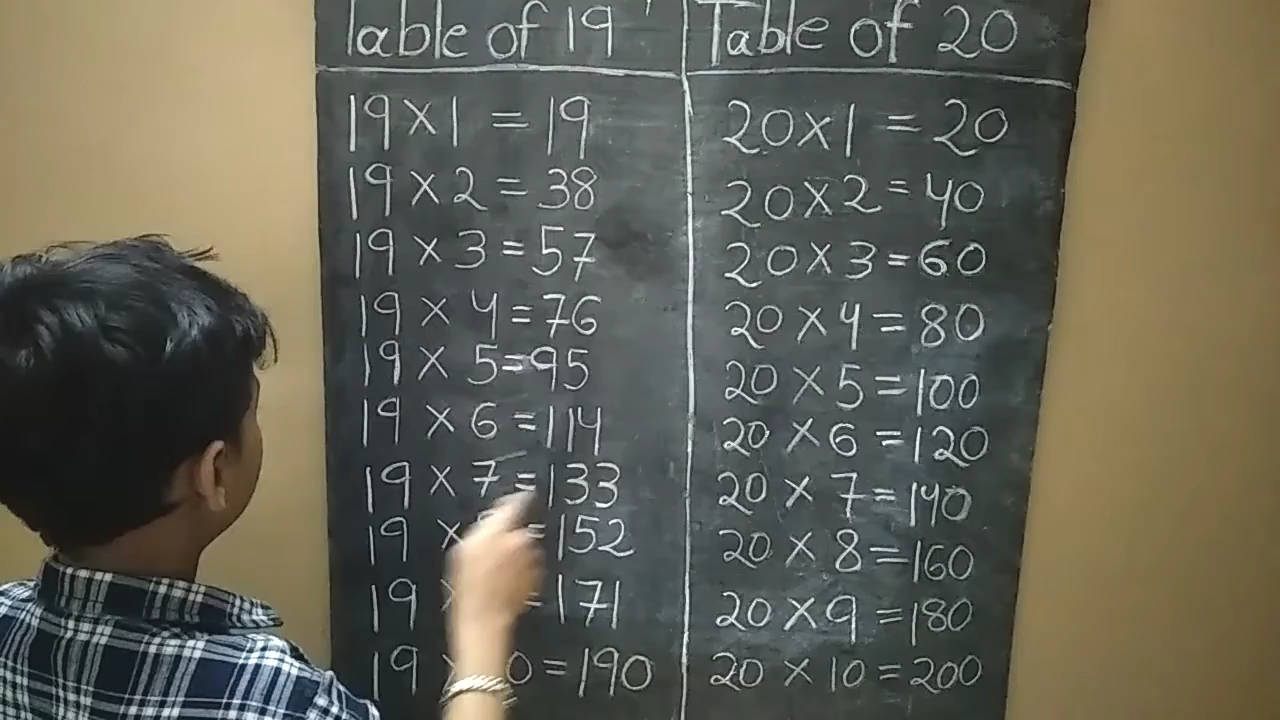 Table of 19
19 × 1 = 19
19 × 2 = 38
19 × 3 = 57
19 × 4 = 76
19 × 5 = 95
19 × 6 = 114
19 × 7 = 133
19 × = 152
19 × = 171
19 × 0 = 190
Table of 20
20 × 1 = 20
20 × 2 = 40
20 × 3 = 60
20 × 4 = 80
20 × 5 = 100
20 × 6 = 120
20 × 7 = 140
20 × 8 = 160
20 × 9 = 180
20 × 10 = 200